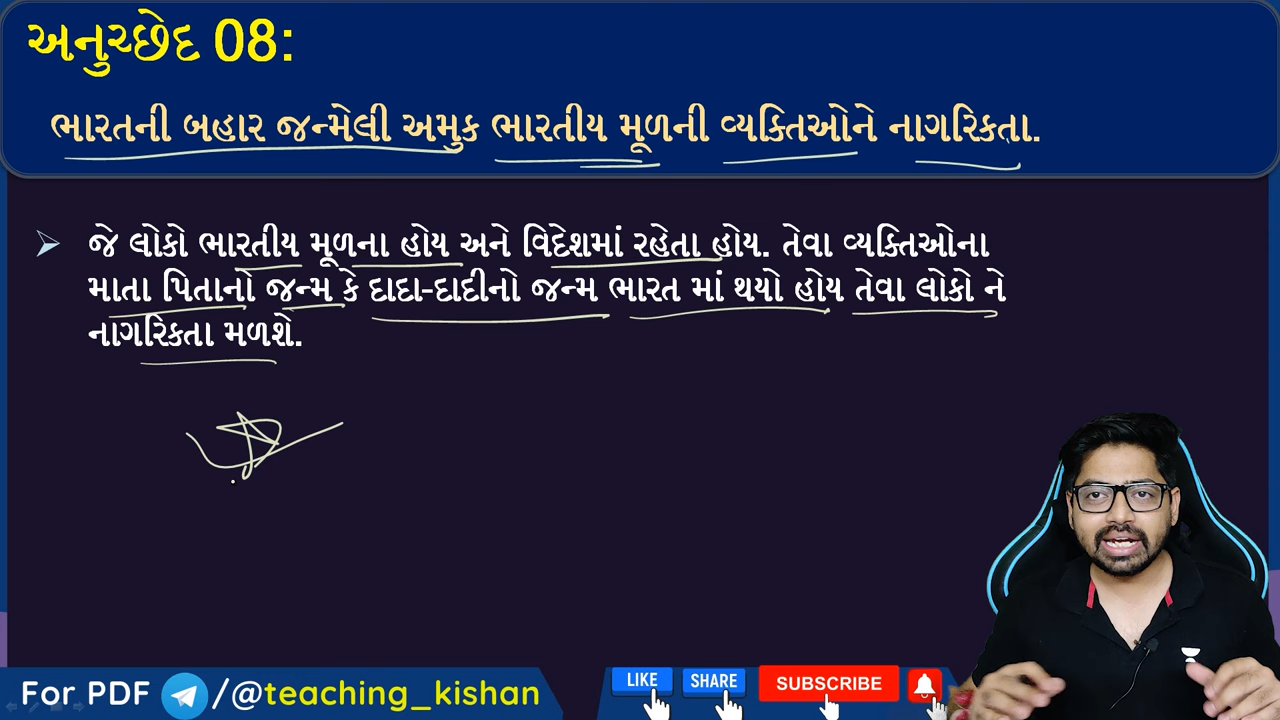 અનુચ્છેદ 08:
ભારતની બહાર જન્મેલી અમુક ભારતીય મૂળની વ્યક્તિઓને નાગરિકતા.
➢ જે લોકો ભારતીય મૂળના હોય અને વિદેશમાં રહેતા હોય. તેવા વ્યક્તિઓના
માતા પિતાનો જન્મ કે દાદા-દાદીનો જન્મ ભારત માં થયો હોય તેવા લોકો ને
નાગરિકતા મળશે.
For PDF /@teaching_kishan
LIKE SHARE SUBSCRIBE